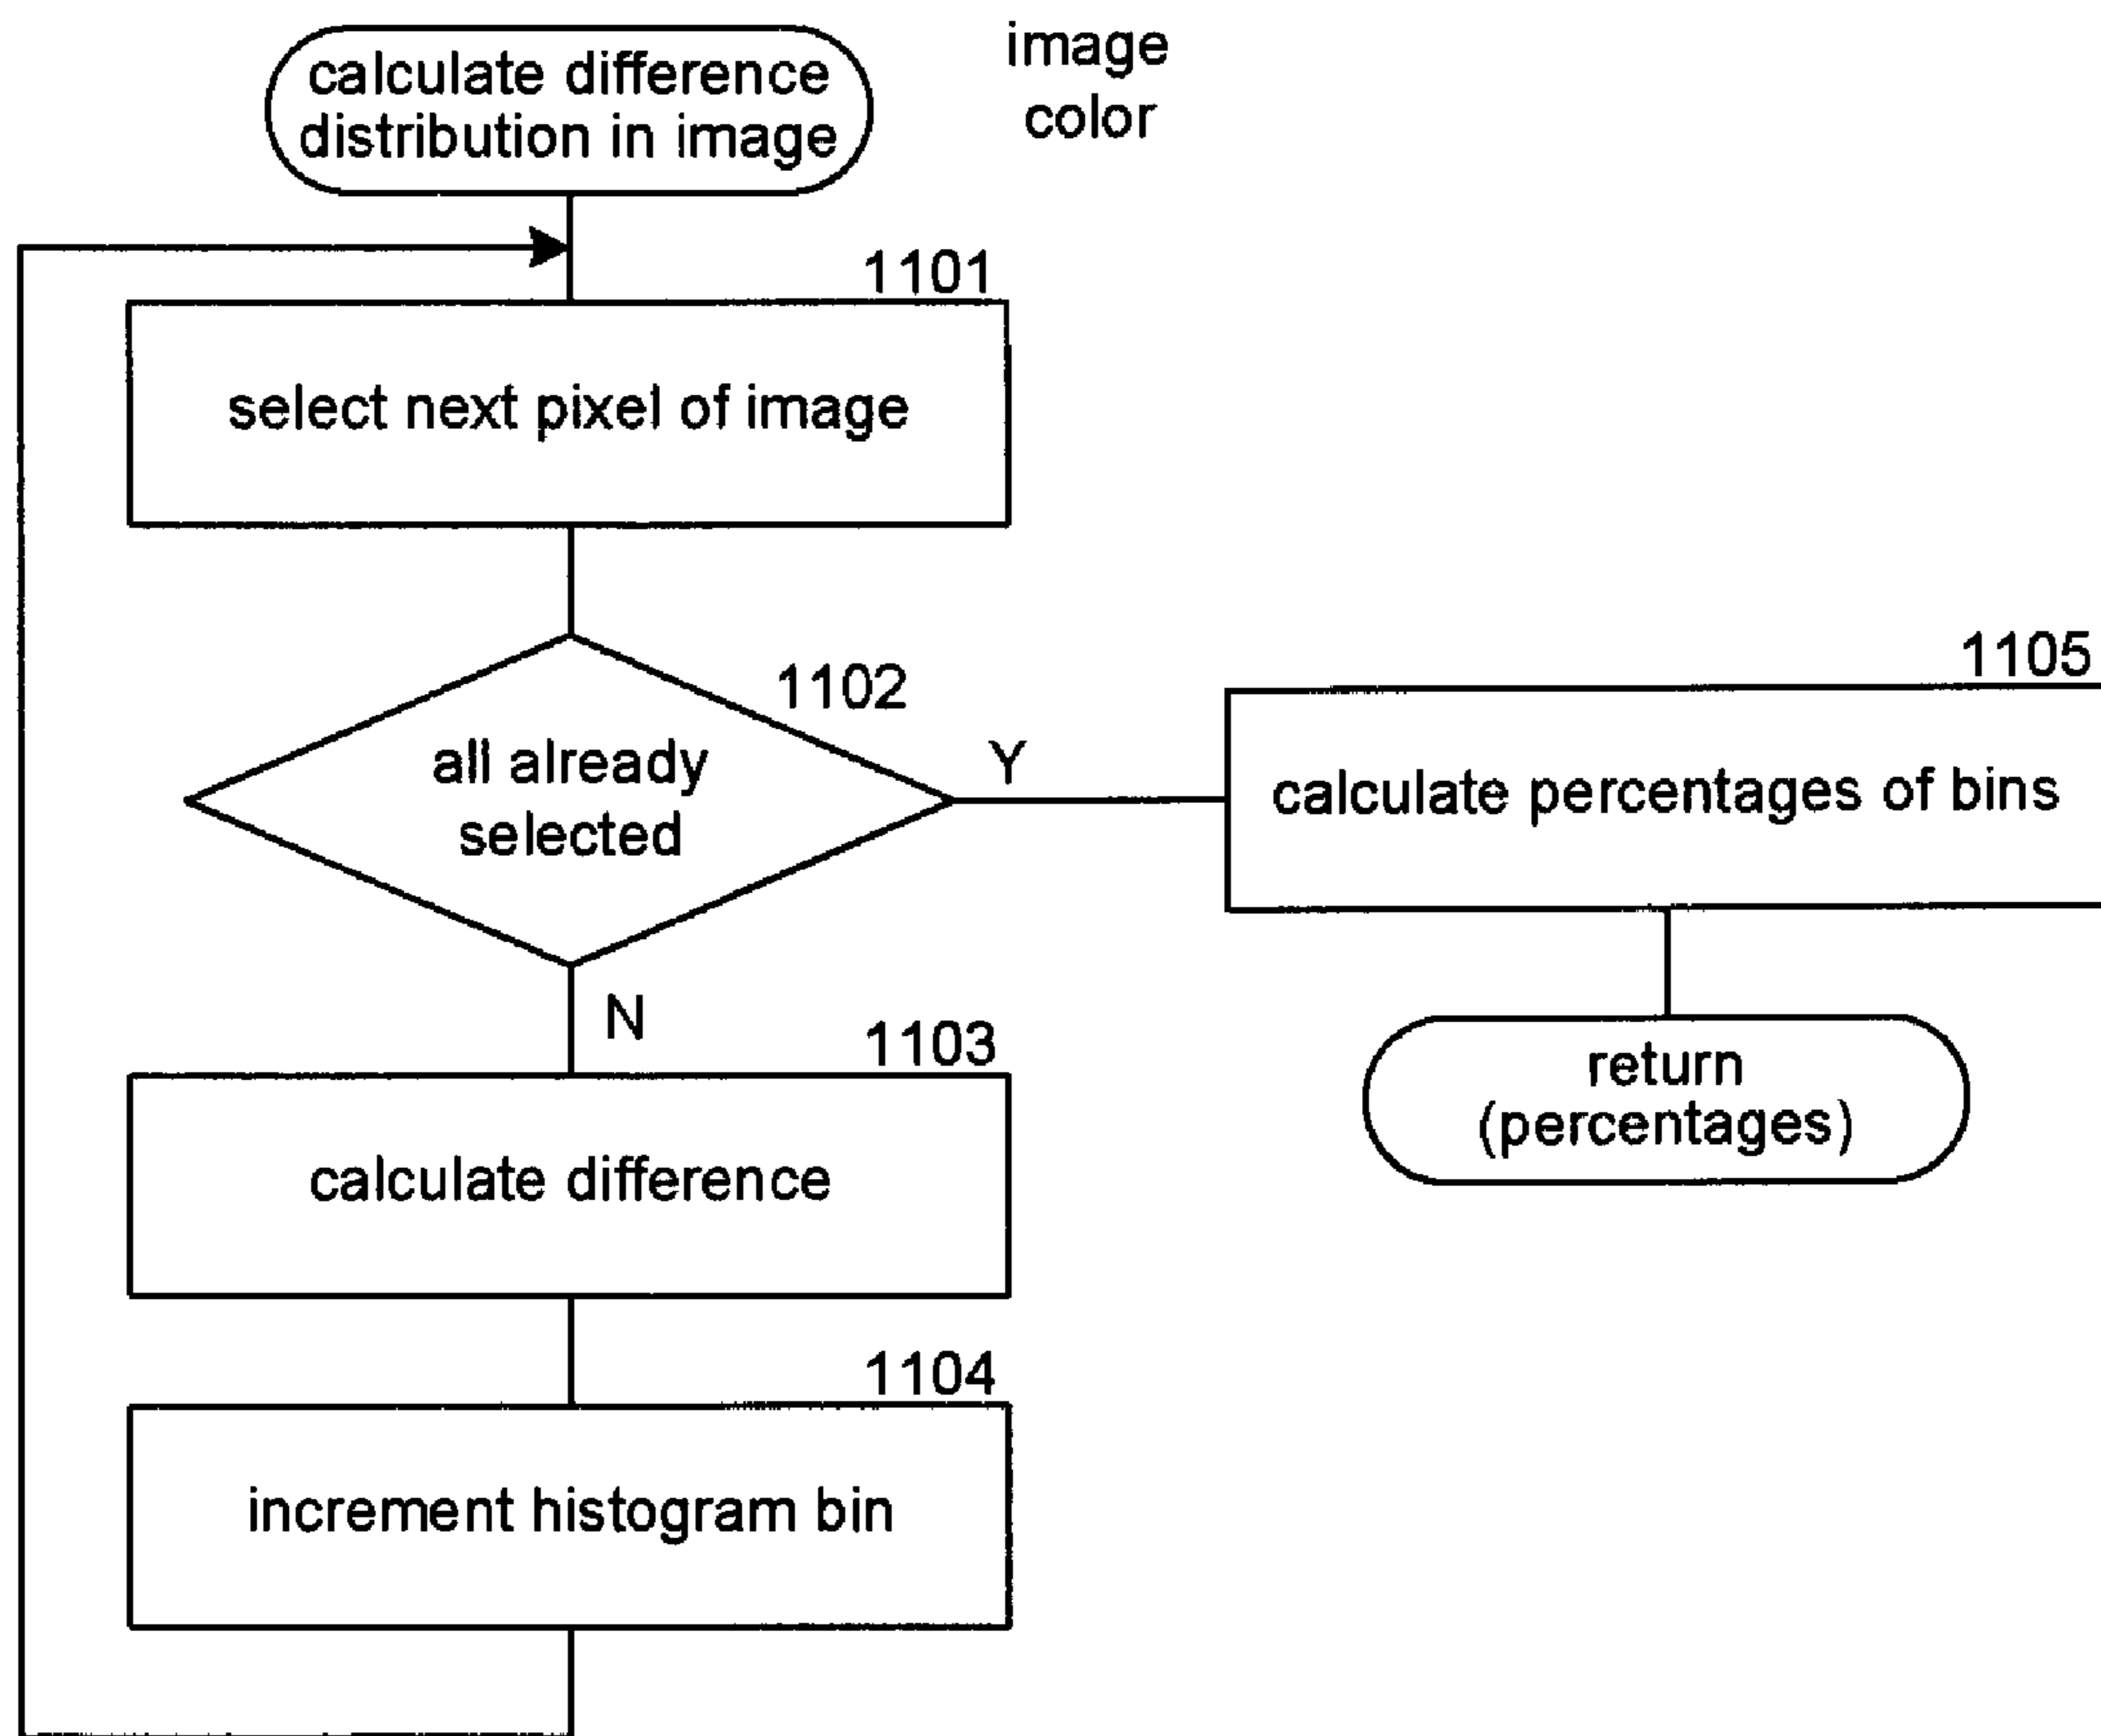 calculate difference
distribution in image
image
color
1101
select next pixel of image
1102
all already
selected
Y
N
1105
calculate percentages of bins
return
(percentages)
1103
calculate difference
1104
increment histogram bin